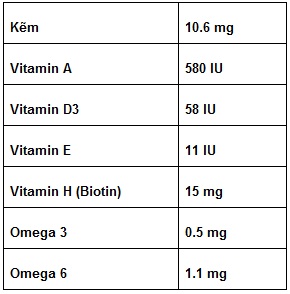 Kẽm 10.6 mg
Vitamin A 580 IU
Vitamin D3 58 IU
Vitamin E 11 IU
Vitamin H (Biotin) 15 mg
Omega 3 0.5 mg
Omega 6 1.1 mg